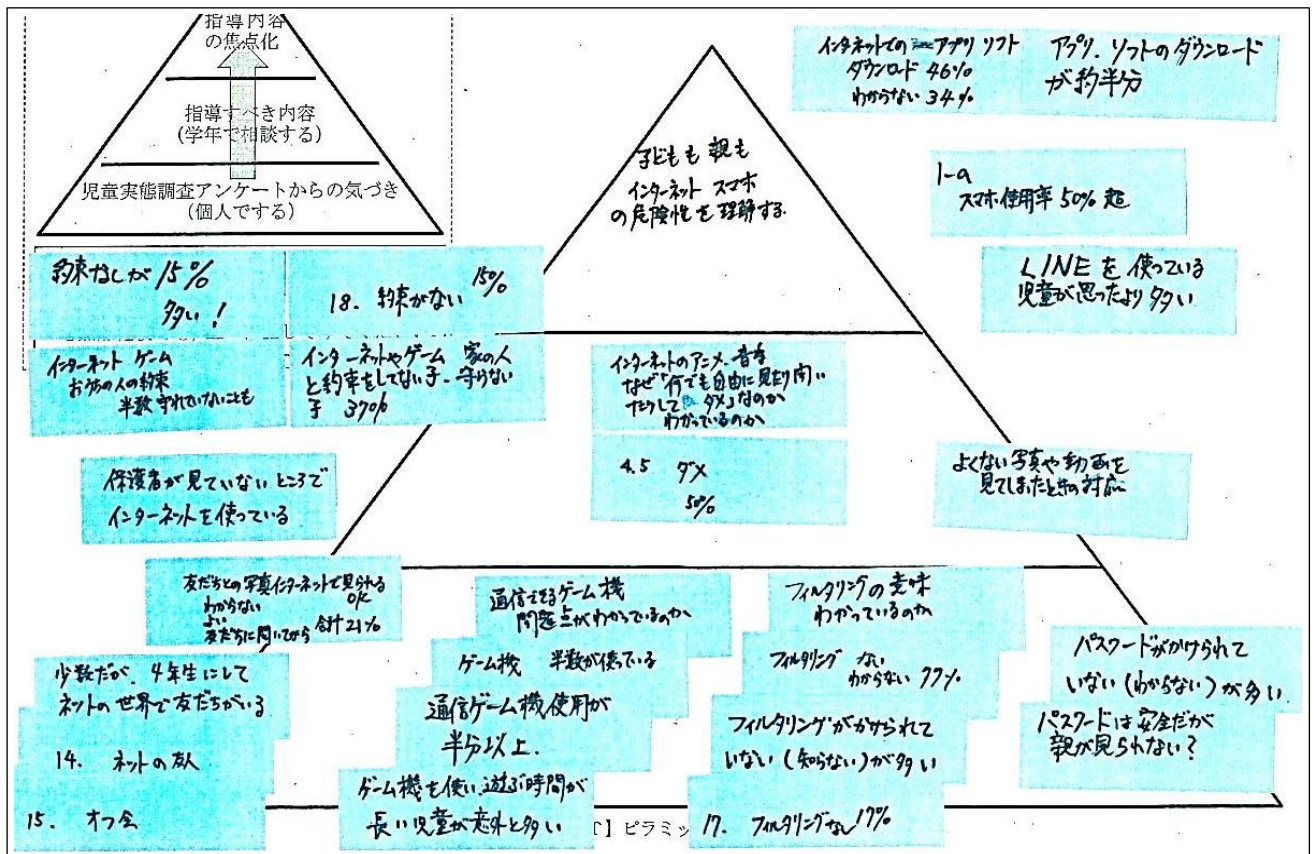 指導内容
の焦点化
指導すべき内容
(学年で相談する)
児童実態調査アンケートからの気づき
(個人でする)
子どもも親も
インターネット スマホ
の危険性を理解する.
インタネットでの アプリ ソフト
ダウンロード 46%
わからない 34%
アプリ.ソフトのダウンロード
が約半分
1-a
スマホ使用率 50% 超
LINEを使っている
児童が思ったより多い
約束なしが 15%
多い!
18. 約束がない 15%
インターネット ゲーム
おうちの人の約束
半数守れていないことも
インターネットやゲーム 家の人
と約束をしてない子.守らない
子 37%
インターネットのアニメ、音楽
なぜ「何でも自由に見たり聞い
たりして ダメ」なのか
わかっているのか
4.5 ダメ
50%
よくない写真や動画を
見てしまったときの対応
保護者が見ていないところで
インターネットを使っている
友だちとの写真インターネットで見られる
わからない OK
よい
友だちに聞いてから 合計21%
少数だが、4年生にして
ネットの世界で友だちがいる
14. ネットの友人
15. オフ会
通信できるゲーム機
問題点がわかっているのか
ゲーム機 半数が使っている
通信ゲーム機使用が
半分以上.
ゲーム機を使い、遊ぶ時間が
長い児童が意外と多い
フィルタリングの意味
わかっているのか
フィルタリング ない
わからない 77%
フィルタリングがかけられて
いない(知らない)が多い
17. フィルタリングなし 17%
パスワードがかけられて
いない(わからない)が多い
パスワードは安全だが
親が見られない?
】ピラミッ